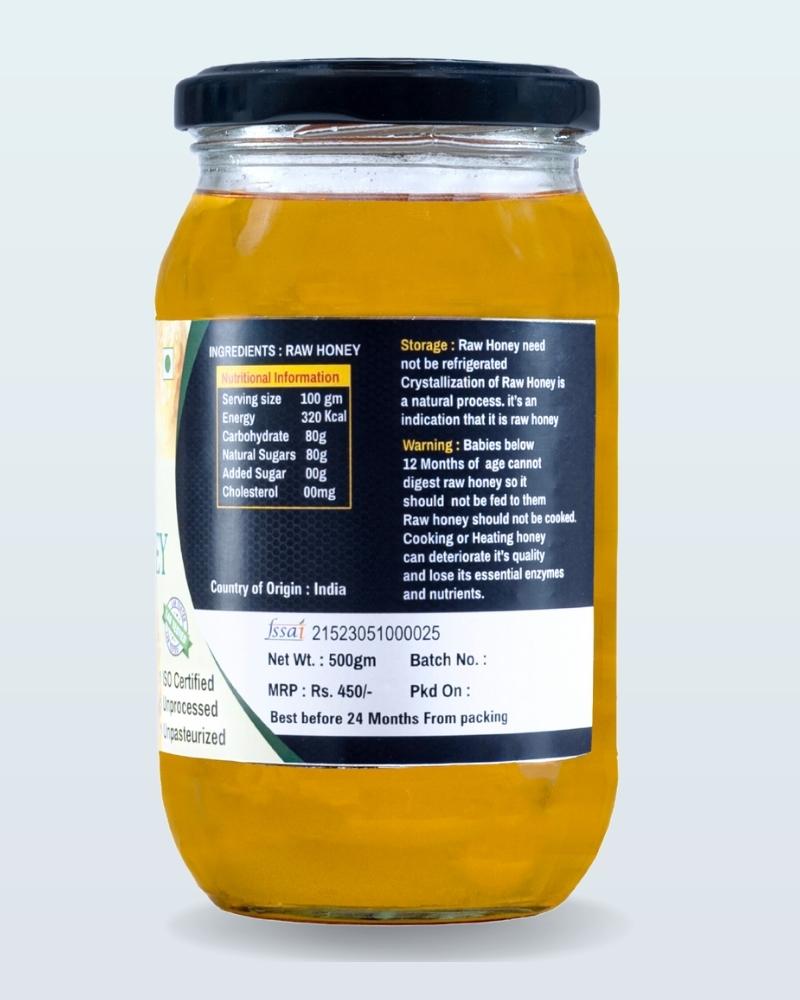 INGREDIENTS : RAW HONEY
Nutritional Information
Serving size 100 gm
Energy 320 Kcal
Carbohydrate 80g
Natural Sugars 80g
Added Sugar 00g
Cholesterol 00mg
Country of Origin : India
Storage : Raw Honey need
not be refrigerated
Crystallization of Raw Honey is
a natural process. it's an
indication that it is raw honey
Warning : Babies below
12 Months of age cannot
digest raw honey so it
should not be fed to them
Raw honey should not be cooked.
Cooking or Heating honey
can deteriorate it's quality
and lose its essential enzymes
and nutrients.
fssai 21523051000025
Net Wt. : 500gm Batch No. :
MRP : Rs. 450/- Pkd On :
Best before 24 Months From packing
EY
ISO Certified
Unprocessed
Unpasteurized